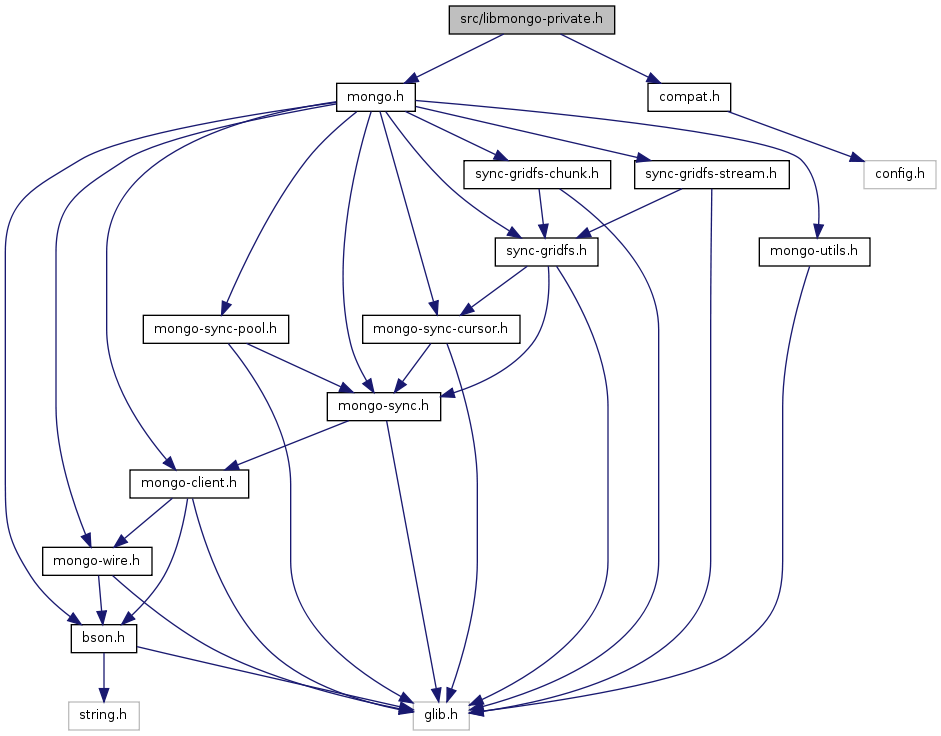 src/libmongo-private.h
mongo.h
compat.h
sync-gridfs-chunk.h
sync-gridfs-stream.h
config.h
sync-gridfs.h
mongo-utils.h
mongo-sync-pool.h
mongo-sync-cursor.h
mongo-sync.h
mongo-client.h
mongo-wire.h
bson.h
string.h
glib.h